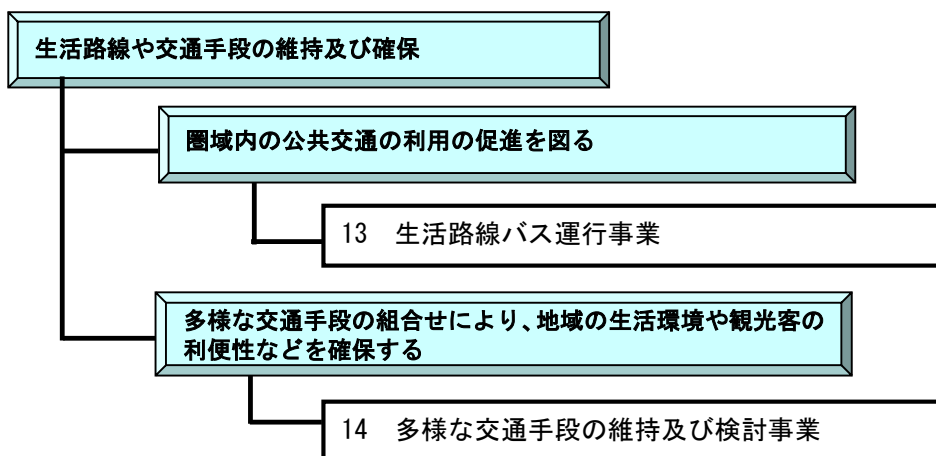 生活路線や交通手段の維持及び確保
圏域内の公共交通の利用の促進を図る
13　生活路線バス運行事業
多様な交通手段の組合せにより、地域の生活環境や観光客の
利便性などを確保する
14　多様な交通手段の維持及び検討事業